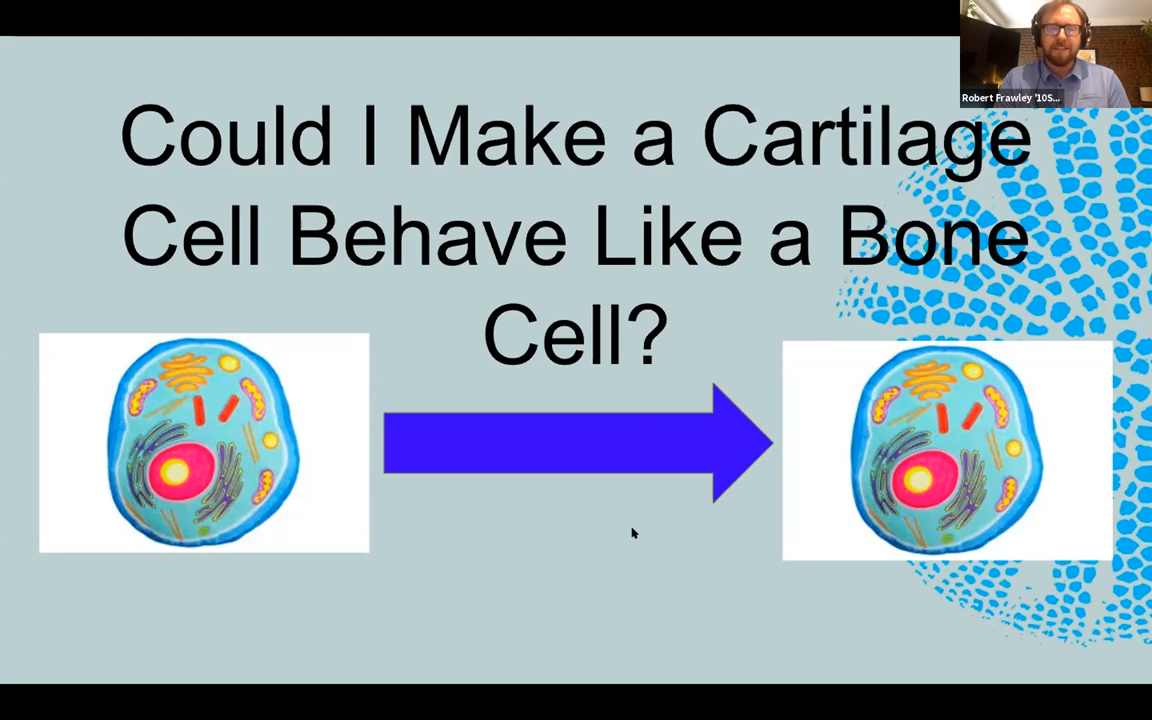 Could I Make a Cartilage
Cell Behave Like a Bone
Cell?
Robert Frawley '10S...